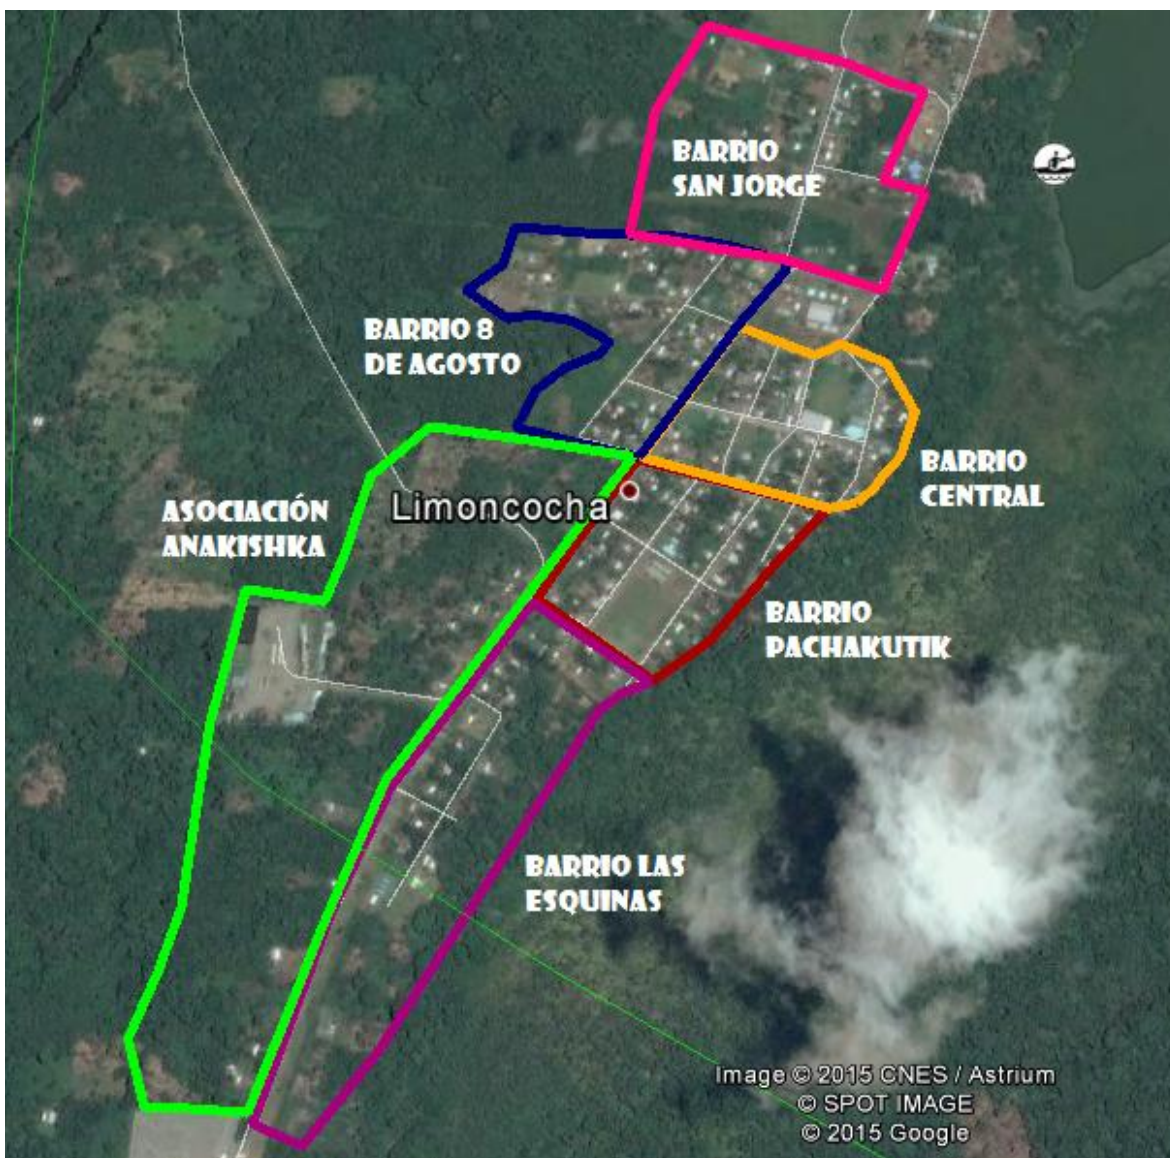 BARRIO
SAN JORGE
BARRIO 8
DE AGOSTO
BARRIO
CENTRAL
ASOCIACIÓN
ANAKISHKA
Limoncocha
BARRIO
PACHAKUTIK
BARRIO LAS
ESQUINAS
Image © 2015 CNES / Astrium
© SPOT IMAGE
© 2015 Google